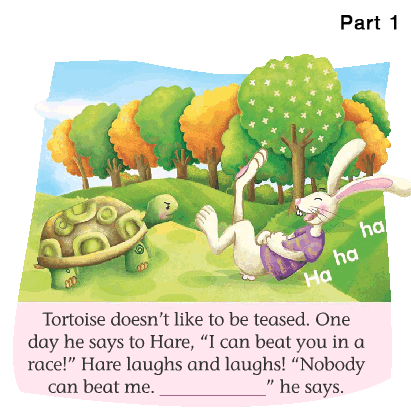 Part 1
Ha ha ha
Tortoise doesn't like to be teased. One
day he says to Hare, “I can beat you in a
race!” Hare laughs and laughs! “Nobody
can beat me. ____________” he says.